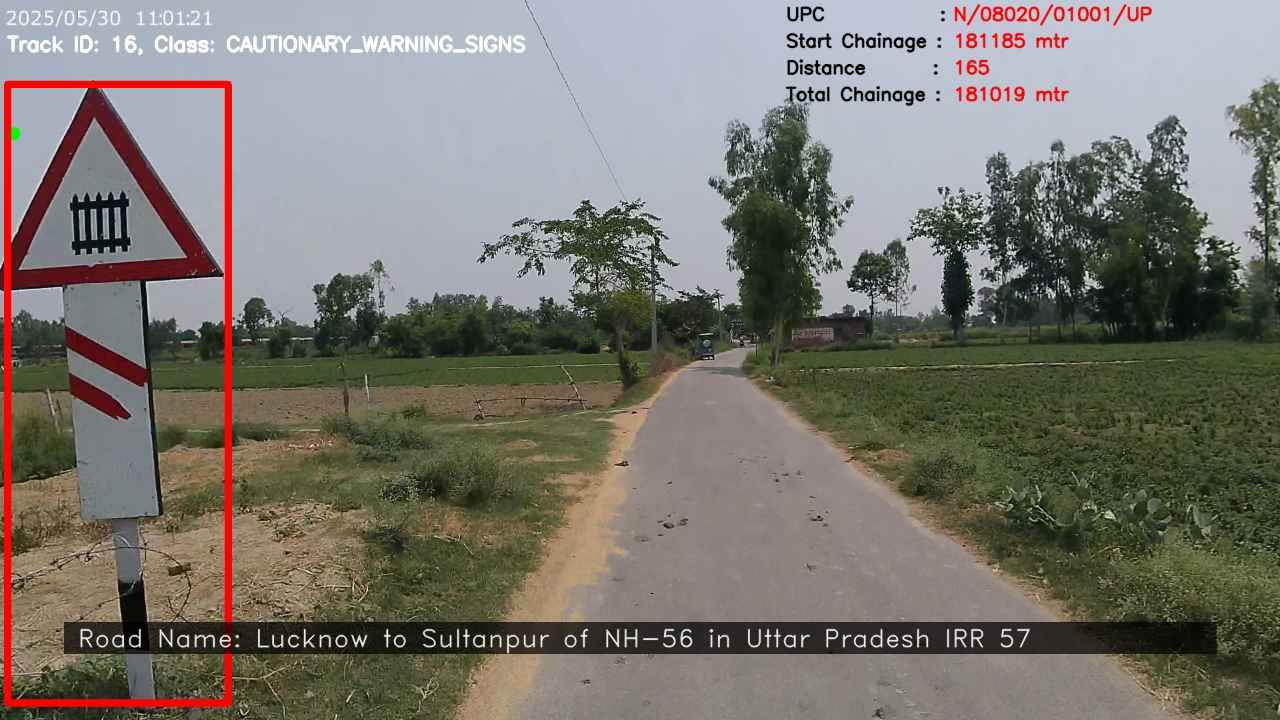 2025/05/30 11:01:21
Track ID: 16, Class: CAUTIONARY_WARNING_SIGNS
UPC : N/08020/01001/UP
Start Chainage : 181185 mtr
Distance : 165
Total Chainage : 181019 mtr
Road Name: Lucknow to Sultanpur of NH-56 in Uttar Pradesh IRR 57